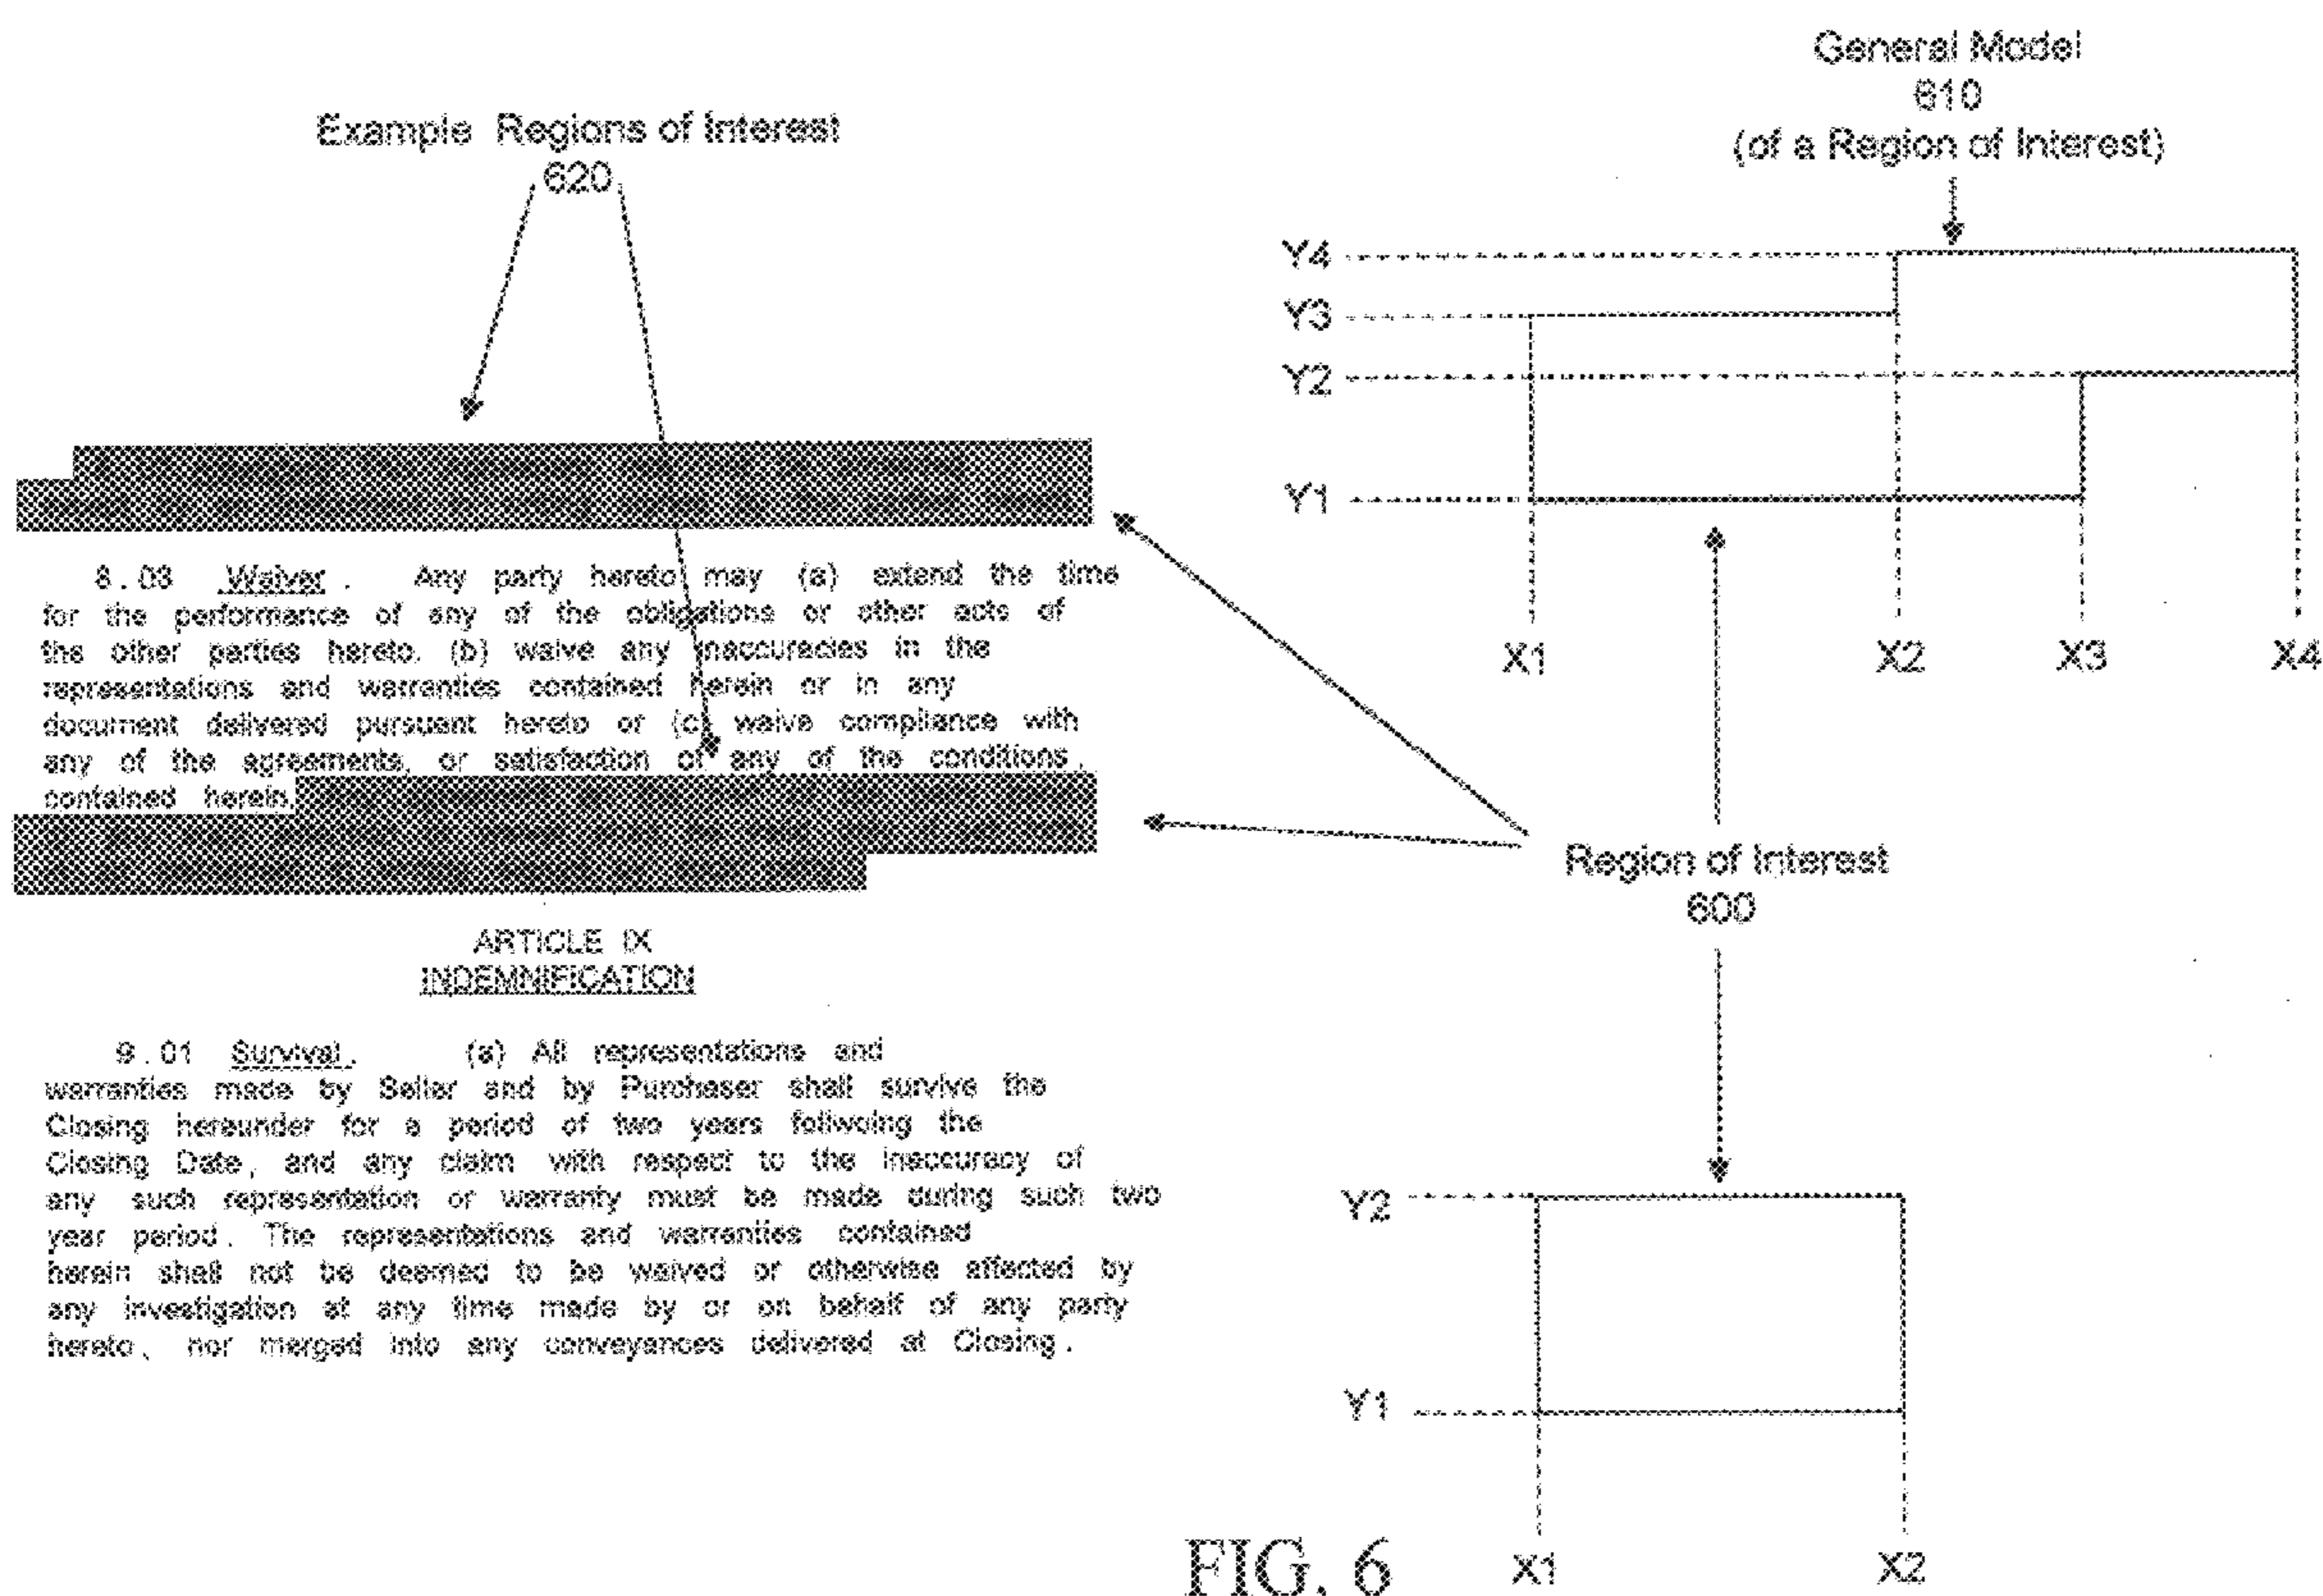 General Model
610
(of a Region of Interest)
Example Regions of Interest
620
Y4
Y3
Y2
Y1
X1 X2 X3 X4
8.03 Waiver. Any party hereto may (a) extend the time
for the performance of any of the obligations or other acts of
the other parties hereto. (b) waive any inaccuracies in the
representations and warranties contained herein or in any
document delivered pursuant hereto or (c) waive compliance with
any of the agreements, or satisfaction of any of the conditions,
contained herein.
Region of Interest
600
ARTICLE IX
INDEMNIFICATION
9.01 Survival. (a) All representations and
warranties made by Seller and by Purchaser shall survive the
Closing hereunder for a period of two years follwoing the
Closing Date, and any claim with respect to the inaccuracy of
any such representation or warranty must be made during such two
year period. The representations and warranties contained
herein shall not be deemed to be waived or otherwise affected by
any investigation at any time made by or on behalf of any party
hereto, nor merged into any conveyances delivered at Closing.
Y2
Y1
X1 X2
FIG. 6